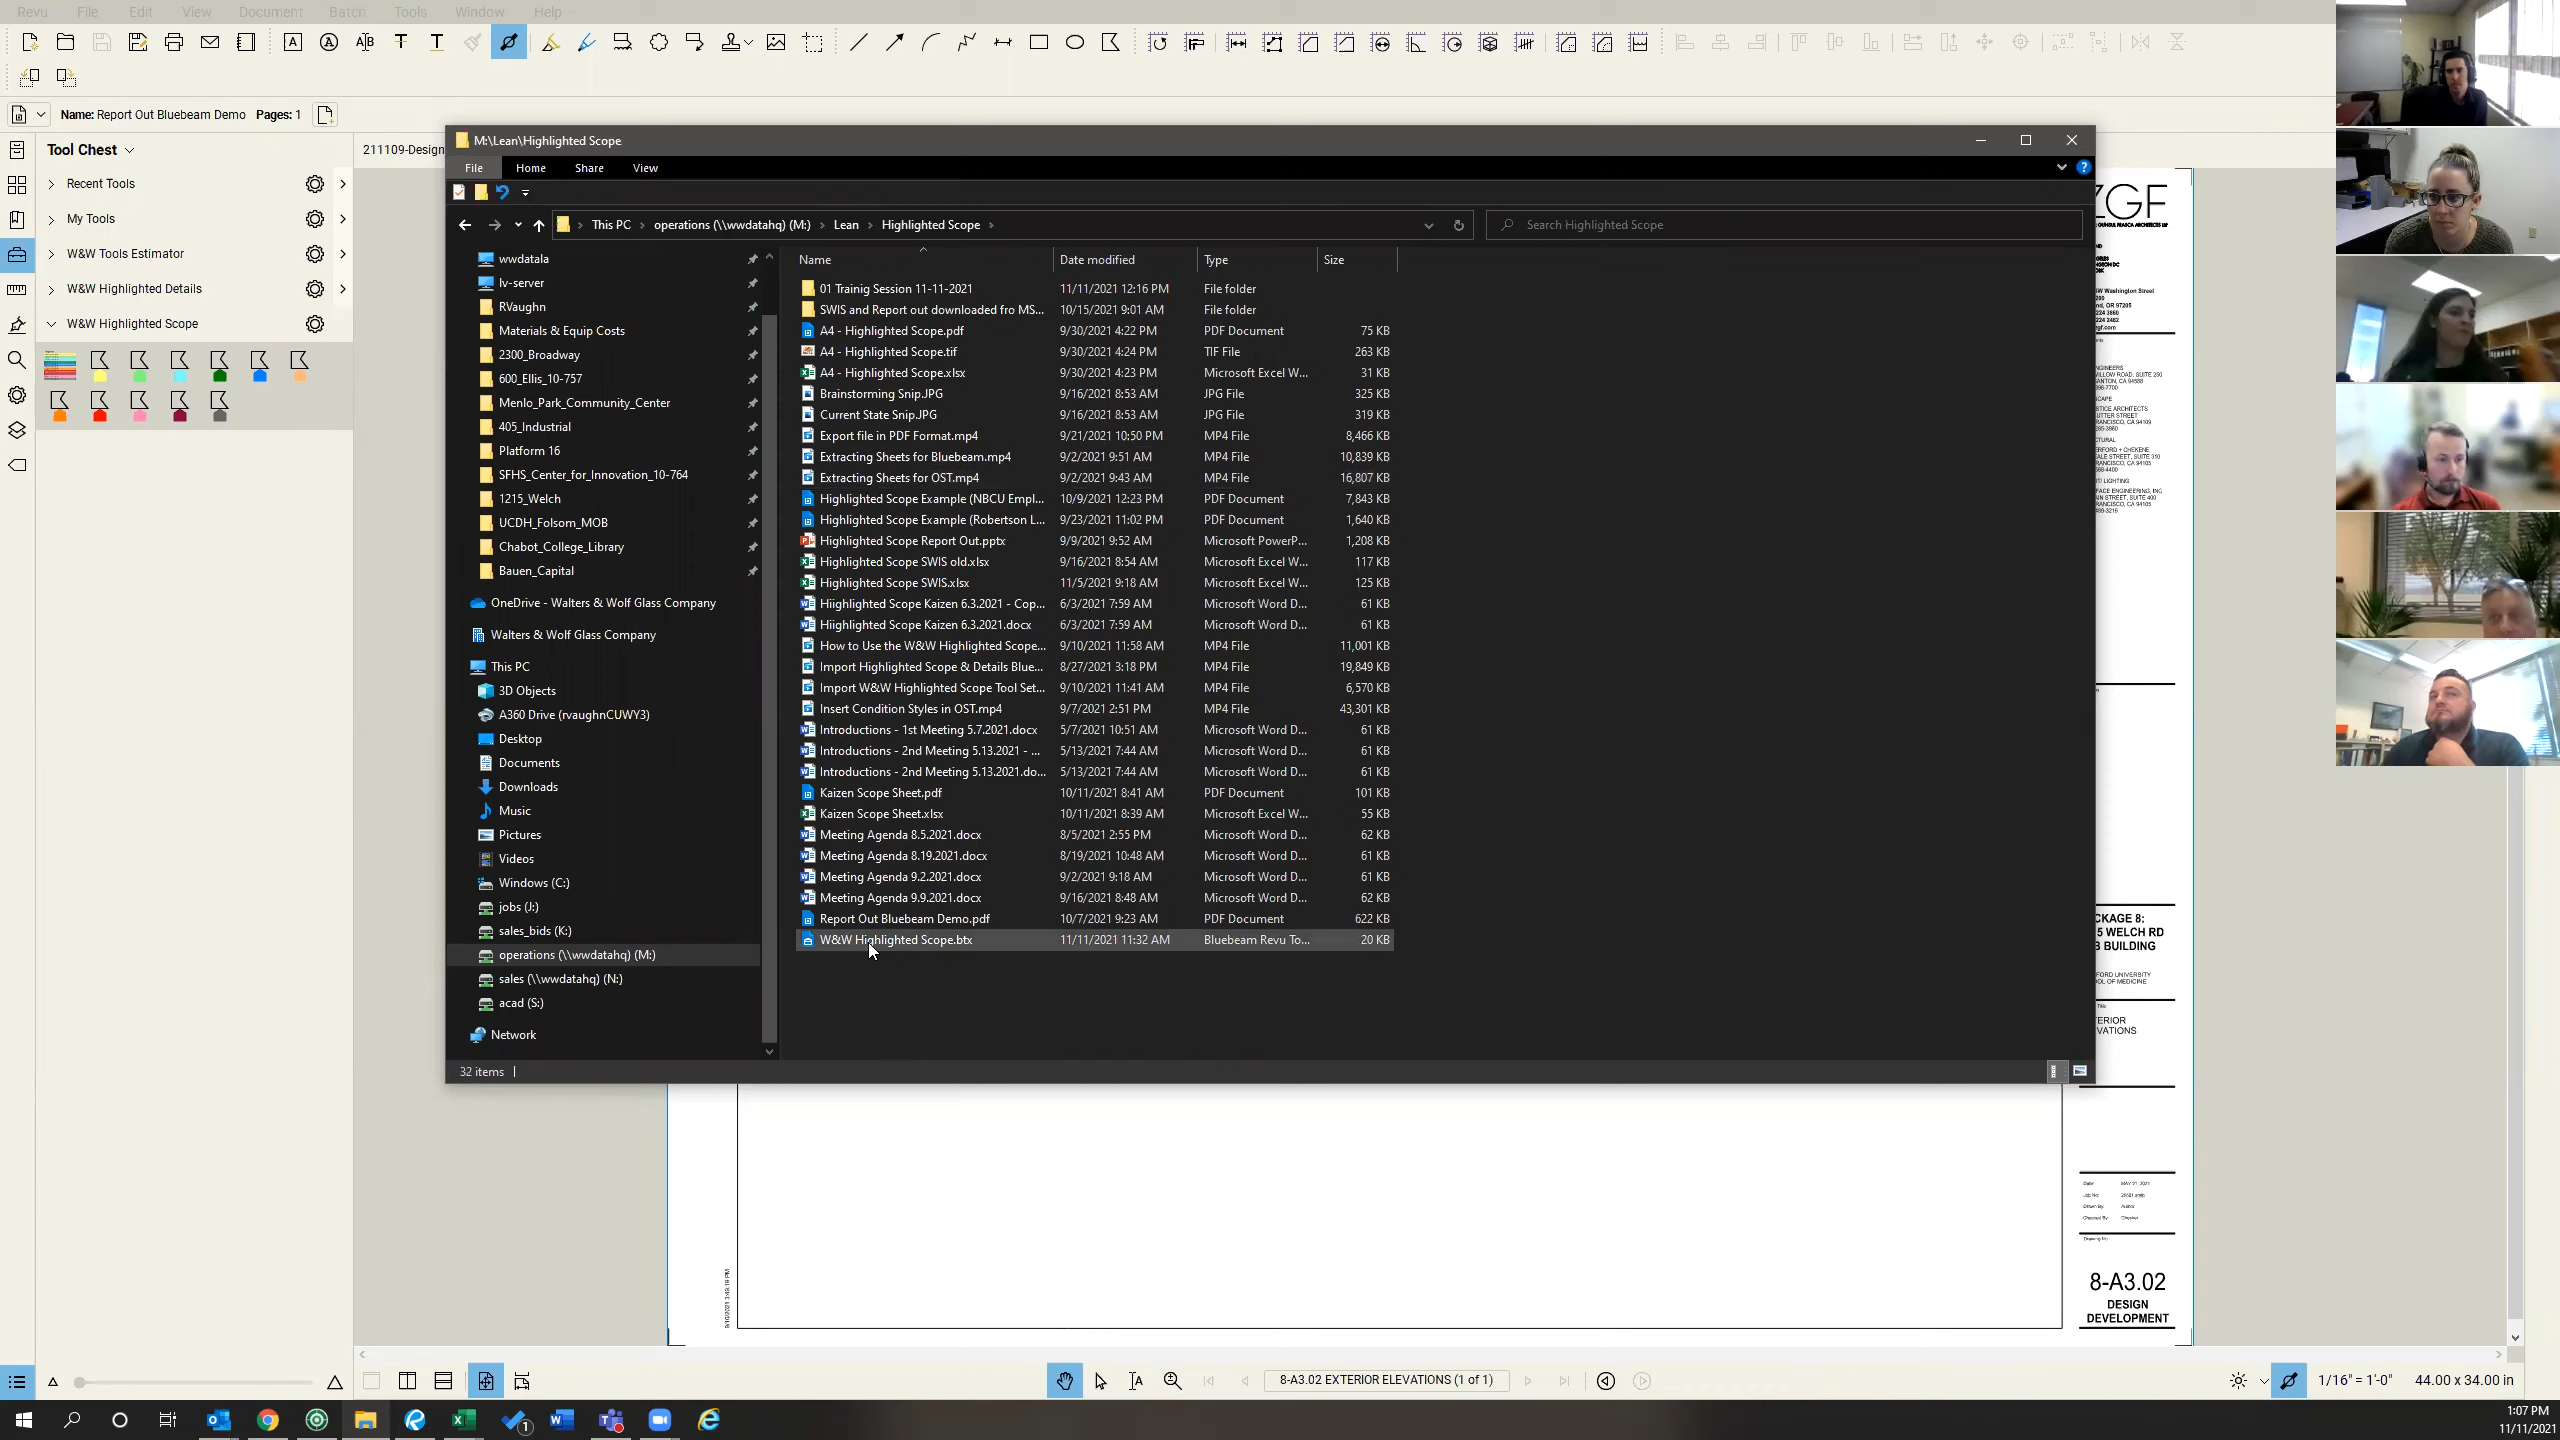 Revu File Edit View Document Batch Tools Window Help
Name: Report Out Bluebeam Demo Pages: 1
Tool Chest
Recent Tools
My Tools
W&W Tools Estimator
W&W Highlighted Details
W&W Highlighted Scope
211109-Design
M:\Lean\Highlighted Scope
File Home Share View
This PC operations (\\wwdatahq) (M:) Lean Highlighted Scope
Search Highlighted Scope
wwdatala
lv-server
RVaughn
Materials & Equip Costs
2300_Broadway
600_Ellis_10-757
Menlo_Park_Community_Center
405_Industrial
Platform 16
SFHS_Center_for_Innovation_10-764
1215_Welch
UCDH_Folsom_MOB
Chabot_College_Library
Bauen_Capital
OneDrive - Walters & Wolf Glass Company
Walters & Wolf Glass Company
This PC
3D Objects
A360 Drive (rvaughnCUWY3)
Desktop
Documents
Downloads
Music
Pictures
Videos
Windows (C:)
jobs (J:)
sales_bids (K:)
operations (\\wwdatahq) (M:)
sales (\\wwdatahq) (N:)
acad (S:)
Network
Name Date modified Type Size
01 Trainig Session 11-11-2021 11/11/2021 12:16 PM File folder
SWIS and Report out downloaded fro MS... 10/15/2021 9:01 AM File folder
A4 - Highlighted Scope.pdf 9/30/2021 4:22 PM PDF Document 75 KB
A4 - Highlighted Scope.tif 9/30/2021 4:24 PM TIF File 263 KB
A4 - Highlighted Scope.xlsx 9/30/2021 4:23 PM Microsoft Excel W... 31 KB
Brainstorming Snip.JPG 9/16/2021 8:53 AM JPG File 325 KB
Current State Snip.JPG 9/16/2021 8:53 AM JPG File 319 KB
Export file in PDF Format.mp4 9/21/2021 10:50 PM MP4 File 8,466 KB
Extracting Sheets for Bluebeam.mp4 9/2/2021 9:51 AM MP4 File 10,839 KB
Extracting Sheets for OST.mp4 9/2/2021 9:43 AM MP4 File 16,807 KB
Highlighted Scope Example (NBCU Empl... 10/9/2021 12:23 PM PDF Document 7,843 KB
Highlighted Scope Example (Robertson L... 9/23/2021 11:02 PM PDF Document 1,640 KB
Highlighted Scope Report Out.pptx 9/9/2021 9:52 AM Microsoft PowerP... 1,208 KB
Highlighted Scope SWIS old.xlsx 9/16/2021 8:54 AM Microsoft Excel W... 117 KB
Highlighted Scope SWIS.xlsx 11/5/2021 9:18 AM Microsoft Excel W... 125 KB
Hiighlighted Scope Kaizen 6.3.2021 - Cop... 6/3/2021 7:59 AM Microsoft Word D... 61 KB
Hiighlighted Scope Kaizen 6.3.2021.docx 6/3/2021 7:59 AM Microsoft Word D... 61 KB
How to Use the W&W Highlighted Scope... 9/10/2021 11:58 AM MP4 File 11,001 KB
Import Highlighted Scope & Details Blue... 8/27/2021 3:18 PM MP4 File 19,849 KB
Import W&W Highlighted Scope Tool Set... 9/10/2021 11:41 AM MP4 File 6,570 KB
Insert Condition Styles in OST.mp4 9/7/2021 2:51 PM MP4 File 43,301 KB
Introductions - 1st Meeting 5.7.2021.docx 5/7/2021 10:51 AM Microsoft Word D... 61 KB
Introductions - 2nd Meeting 5.13.2021 - ... 5/13/2021 7:44 AM Microsoft Word D... 61 KB
Introductions - 2nd Meeting 5.13.2021.do... 5/13/2021 7:44 AM Microsoft Word D... 61 KB
Kaizen Scope Sheet.pdf 10/11/2021 8:41 AM PDF Document 101 KB
Kaizen Scope Sheet.xlsx 10/11/2021 8:39 AM Microsoft Excel W... 55 KB
Meeting Agenda 8.5.2021.docx 8/5/2021 2:55 PM Microsoft Word D... 62 KB
Meeting Agenda 8.19.2021.docx 8/19/2021 10:48 AM Microsoft Word D... 61 KB
Meeting Agenda 9.2.2021.docx 9/2/2021 9:18 AM Microsoft Word D... 61 KB
Meeting Agenda 9.9.2021.docx 9/16/2021 8:48 AM Microsoft Word D... 62 KB
Report Out Bluebeam Demo.pdf 10/7/2021 9:23 AM PDF Document 622 KB
W&W Highlighted Scope.btx 11/11/2021 11:32 AM Bluebeam Revu To... 20 KB
32 items
ZGF
W Washington Street
200
nd, OR 97205
224 3860
224 2482
CKAGE 8:
5 WELCH RD
B BUILDING
FORD UNIVERSITY
OOL OF MEDICINE
ERIOR
VATIONS
MAY 21, 2021
8-A3.02
DESIGN
DEVELOPMENT
8-A3.02 EXTERIOR ELEVATIONS (1 of 1)
1/16" = 1'-0" 44.00 x 34.00 in
1
1:07 PM
11/11/2021